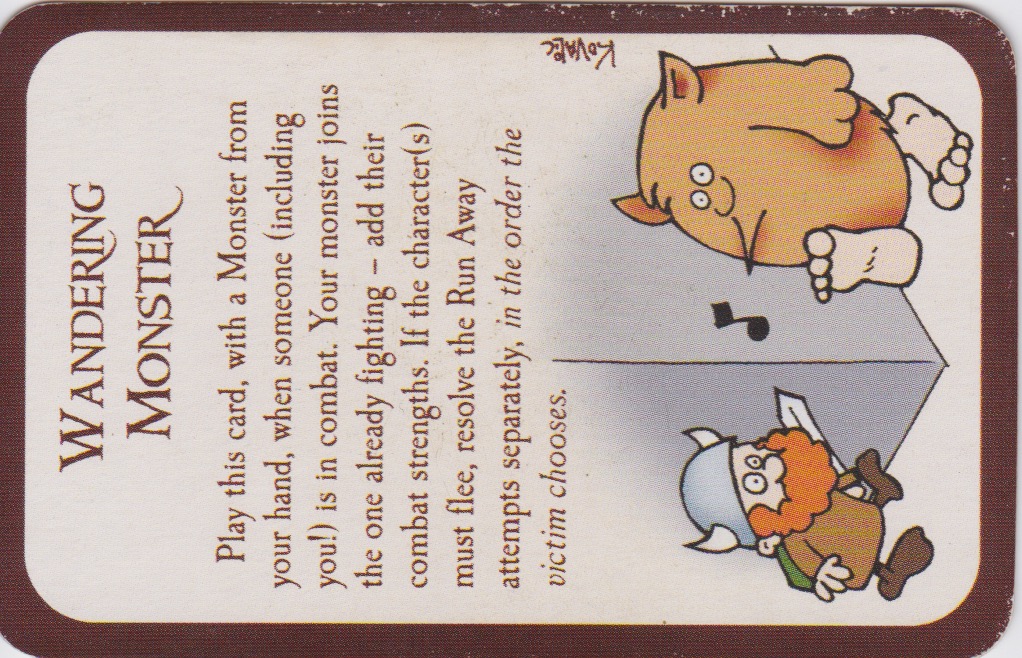 WANDERING
MONSTER
Play this card, with a Monster from
your hand, when someone (including
you!) is in combat. Your monster joins
the one already fighting – add their
combat strengths. If the character(s)
must flee, resolve the Run Away
attempts separately, in the order the
victim chooses.
KOVALIC